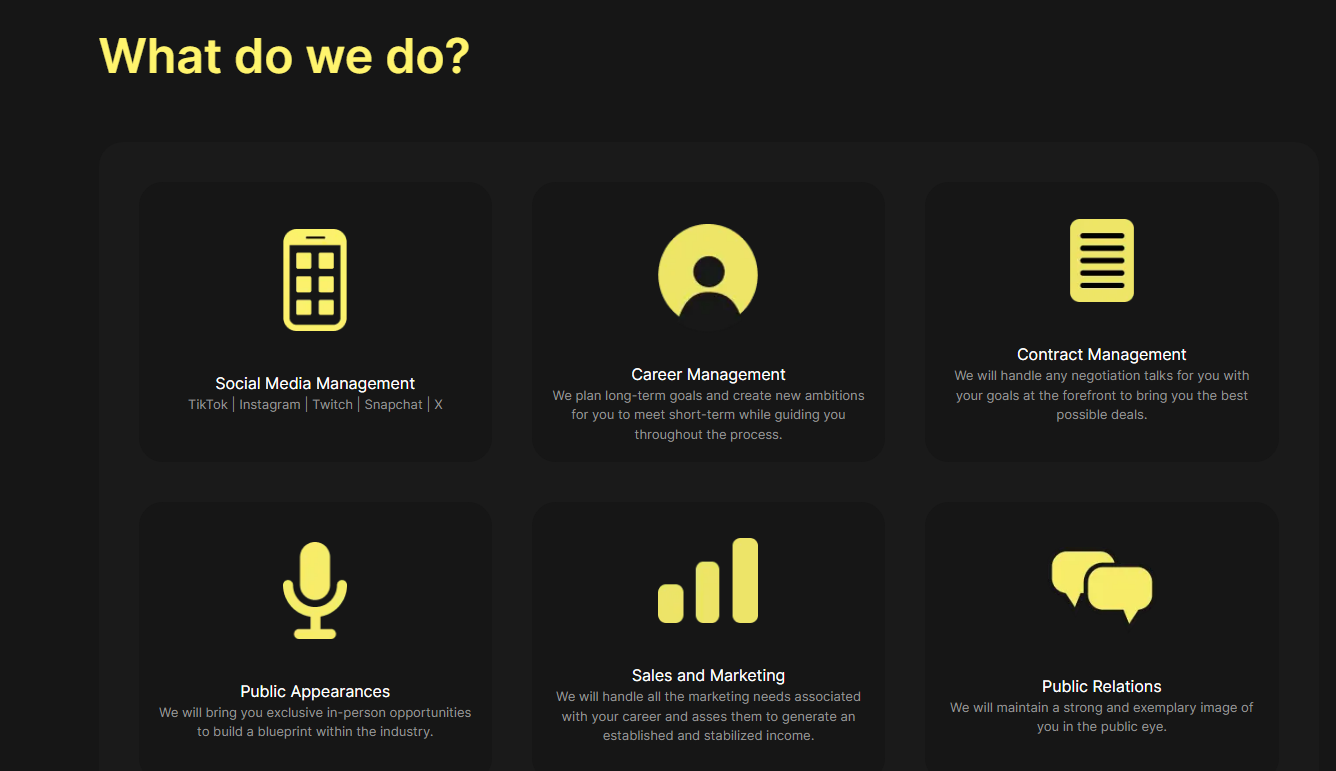 What do we do?
Social Media Management
TikTok | Instagram | Twitch | Snapchat | X
Career Management
We plan long-term goals and create new ambitions
for you to meet short-term while guiding you
throughout the process.
Contract Management
We will handle any negotiation talks for you with
your goals at the forefront to bring you the best
possible deals.
Public Appearances
We will bring you exclusive in-person opportunities
to build a blueprint within the industry.
Sales and Marketing
We will handle all the marketing needs associated
with your career and asses them to generate an
established and stabilized income.
Public Relations
We will maintain a strong and exemplary image of
you in the public eye.